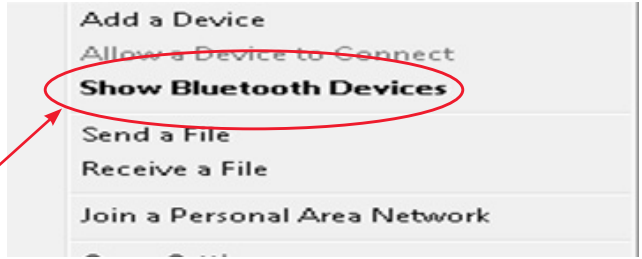 Add a Device
Allow a Device to Connect
Show Bluetooth Devices
Send a File
Receive a File
Join a Personal Area Network